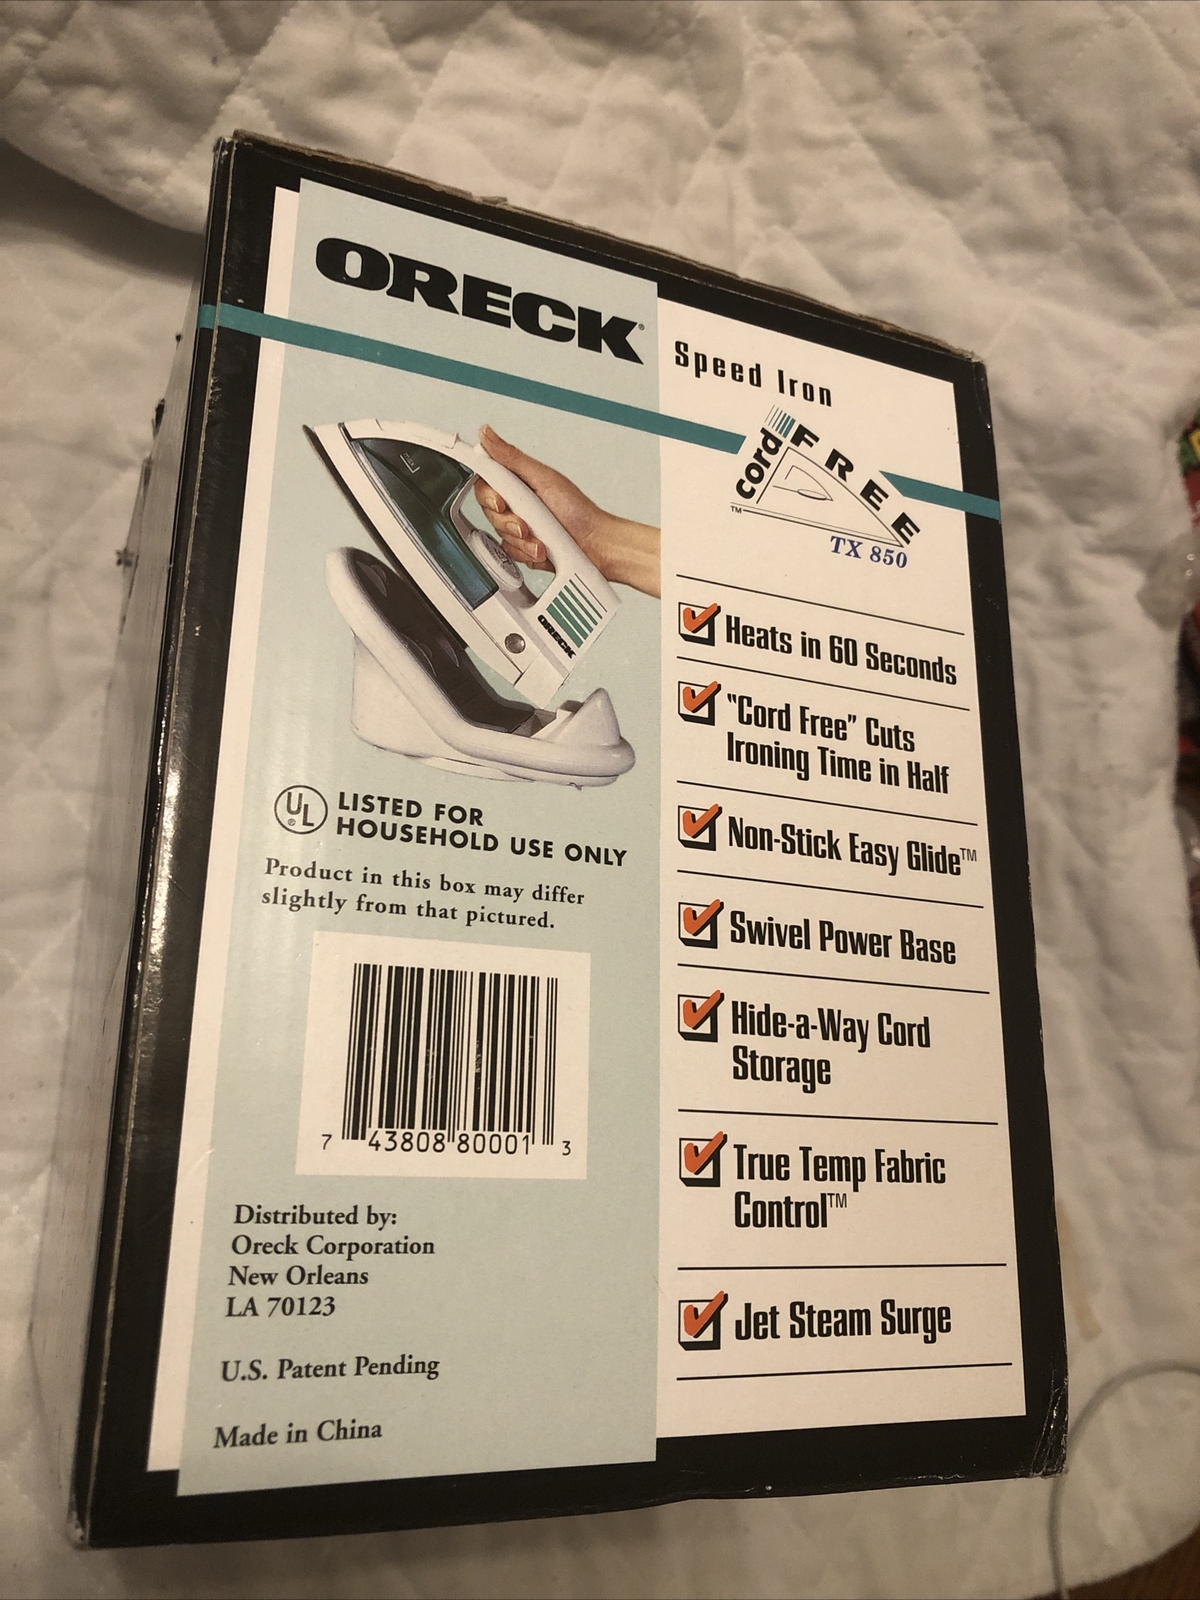 ORECK®
Speed Iron
cord FREE™
TX 850
max
ORECK
UL®
LISTED FOR
HOUSEHOLD USE ONLY
Product in this box may differ
slightly from that pictured.
7 43808 80001 3
Distributed by:
Oreck Corporation
New Orleans
LA 70123
U.S. Patent Pending
Made in China
Heats in 60 Seconds
"Cord Free" Cuts
Ironing Time in Half
Non-Stick Easy Glide™
Swivel Power Base
Hide-a-Way Cord
Storage
True Temp Fabric
Control™
Jet Steam Surge